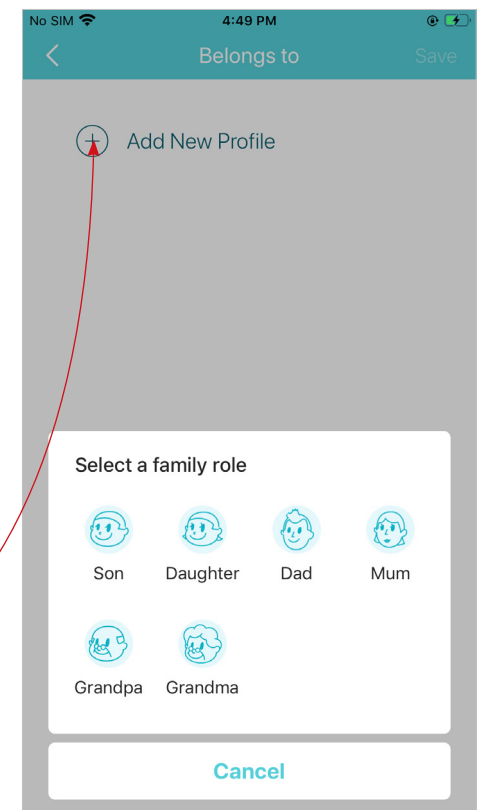 No SIM 4:49 PM
Belongs to Save
Add New Profile
Select a family role
Son Daughter Dad Mum
Grandpa Grandma
Cancel